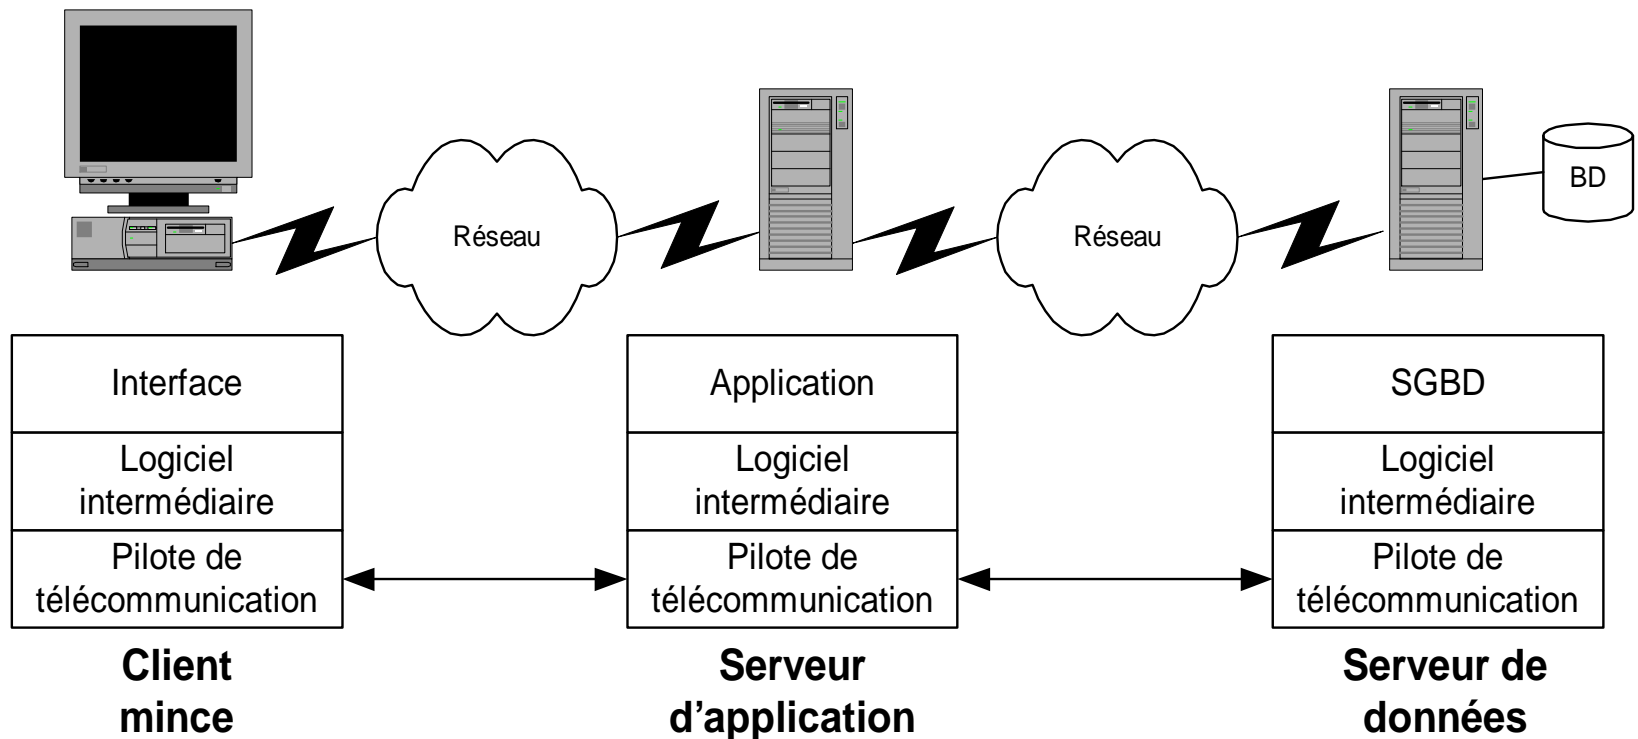 Réseau
Réseau
BD
Interface
Logiciel
intermédiaire
Pilote de
télécommunication
Client
mince
Application
Logiciel
intermédiaire
Pilote de
télécommunication
Serveur
d’application
SGBD
Logiciel
intermédiaire
Pilote de
télécommunication
Serveur de
données